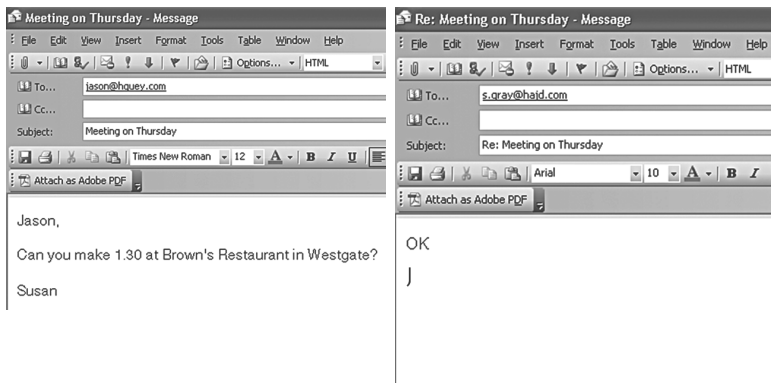 Meeting on Thursday - Message
File Edit View Insert Format Tools Table Window Help
Options... HTML
To... jason@hquey.com
Cc...
Subject: Meeting on Thursday
Times New Roman 12 A B I U
Attach as Adobe PDF
Jason,
Can you make 1.30 at Brown's Restaurant in Westgate?
Susan
Re: Meeting on Thursday - Message
File Edit View Insert Format Tools Table Window Help
Options... HTML
To... s.gray@hajd.com
Cc...
Subject: Re: Meeting on Thursday
Arial 10 A B I
Attach as Adobe PDF
OK
J